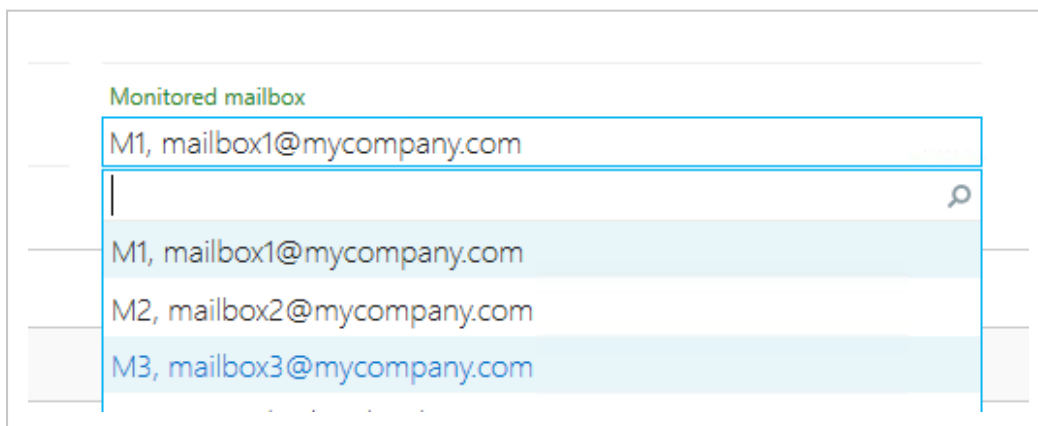 Monitored mailbox
M1, mailbox1@mycompany.com
M1, mailbox1@mycompany.com
M2, mailbox2@mycompany.com
M3, mailbox3@mycompany.com